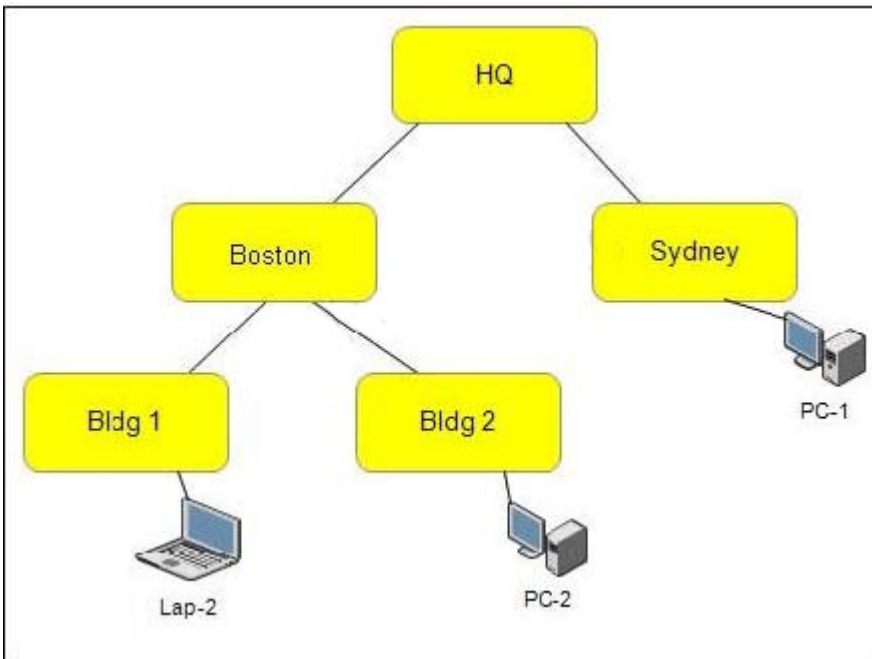 HQ
Boston
Sydney
PC-1
Bldg 1
Bldg 2
Lap-2
PC-2